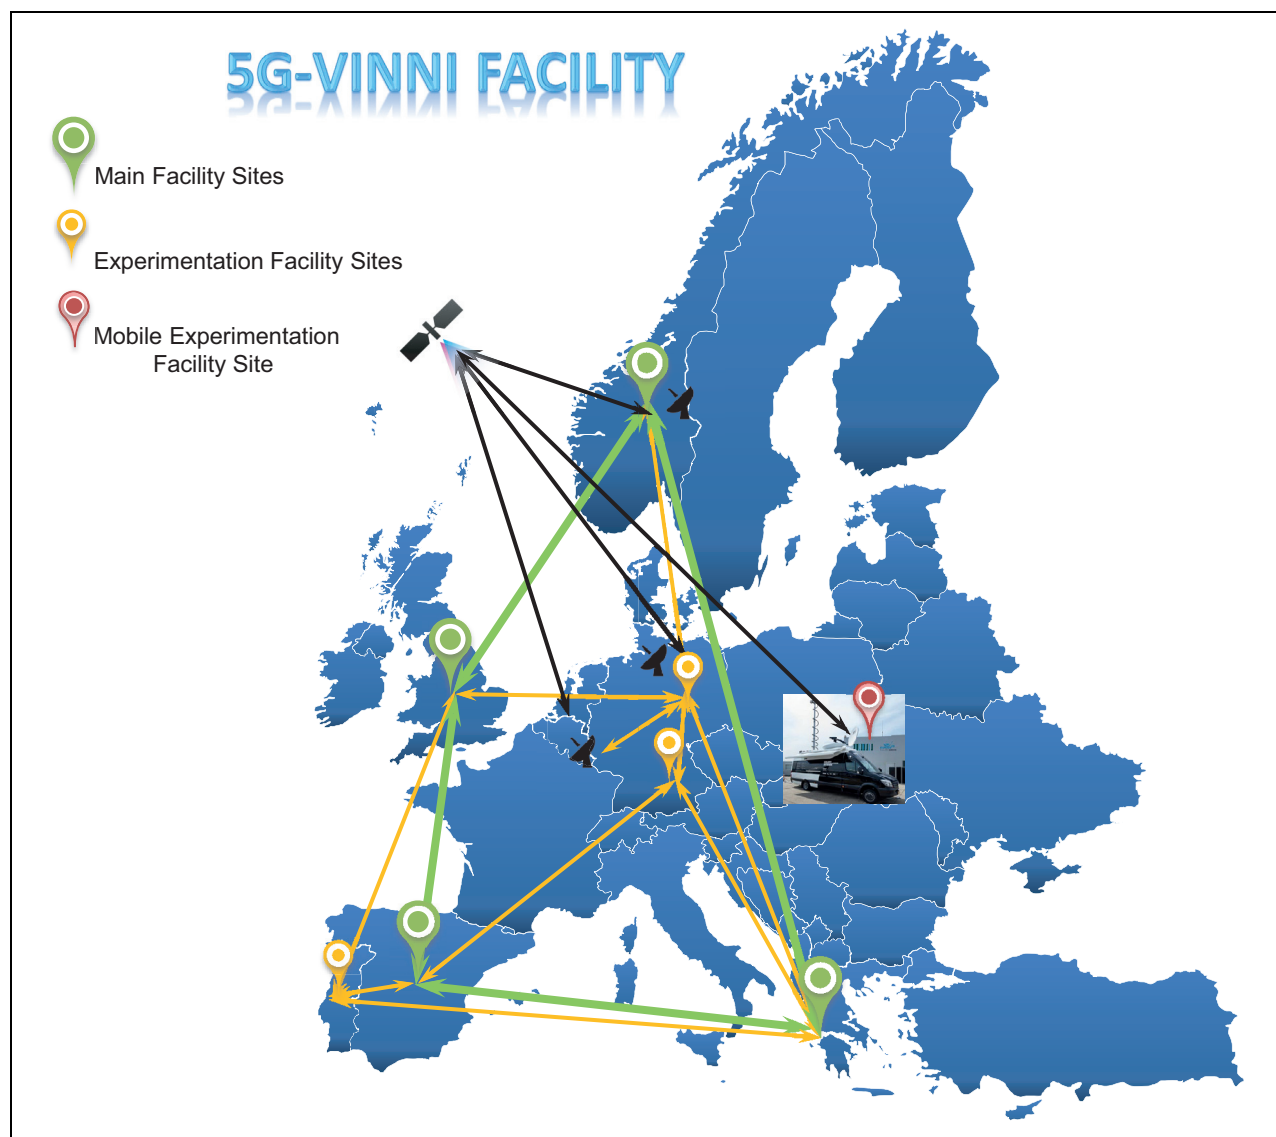 5G-VINNI FACILITY
Main Facility Sites
Experimentation Facility Sites
Mobile Experimentation
Facility Site